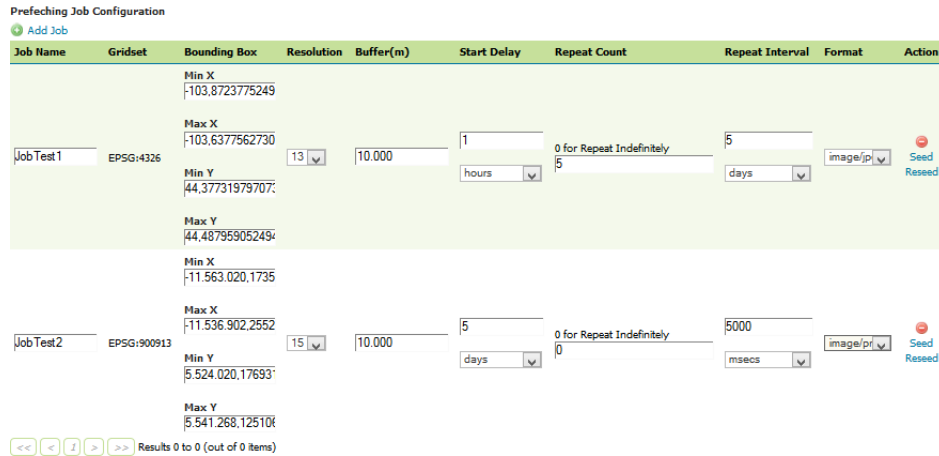 Prefeching Job Configuration
Add Job
Job Name Gridset Bounding Box Resolution Buffer(m) Start Delay Repeat Count Repeat Interval Format Action
Min X
-103,8723775249
Max X
-103,6377562730
Min Y
44,377319797073
Max Y
44,487959052494
JobTest1 EPSG:4326 13 10.000
1
hours
0 for Repeat Indefinitely
5
5
days
image/jp
Seed
Reseed
Min X
-11.563.020,1735
Max X
-11.536.902,2552
Min Y
5.524.020,17693
Max Y
5.541.268,12510
JobTest2 EPSG:900913 15 10.000
5
days
0 for Repeat Indefinitely
0
5000
msecs
image/pr
Seed
Reseed
<< < 1 > >> Results 0 to 0 (out of 0 items)